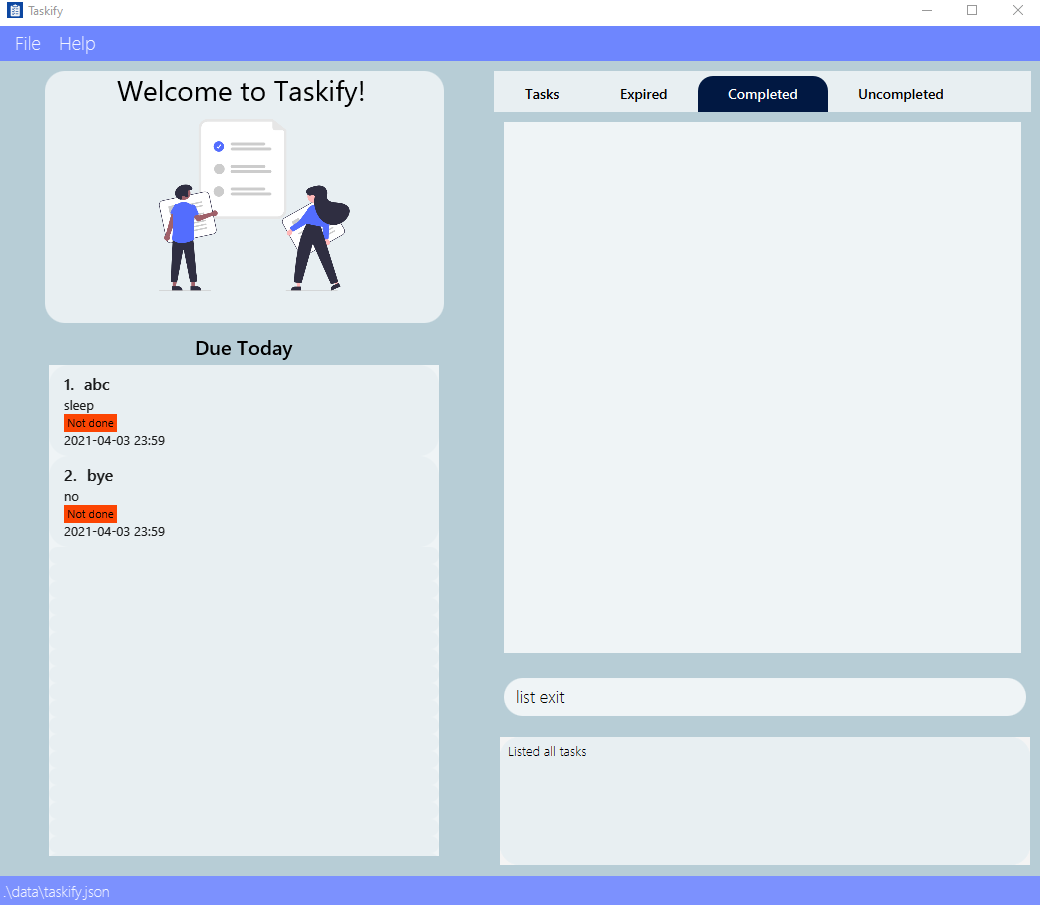 Taskify
File Help
Welcome to Taskify!
Due Today
1. abc
sleep
Not done
2021-04-03 23:59
2. bye
no
Not done
2021-04-03 23:59
Tasks Expired Completed Uncompleted
list exit
Listed all tasks
.\data\taskify.json